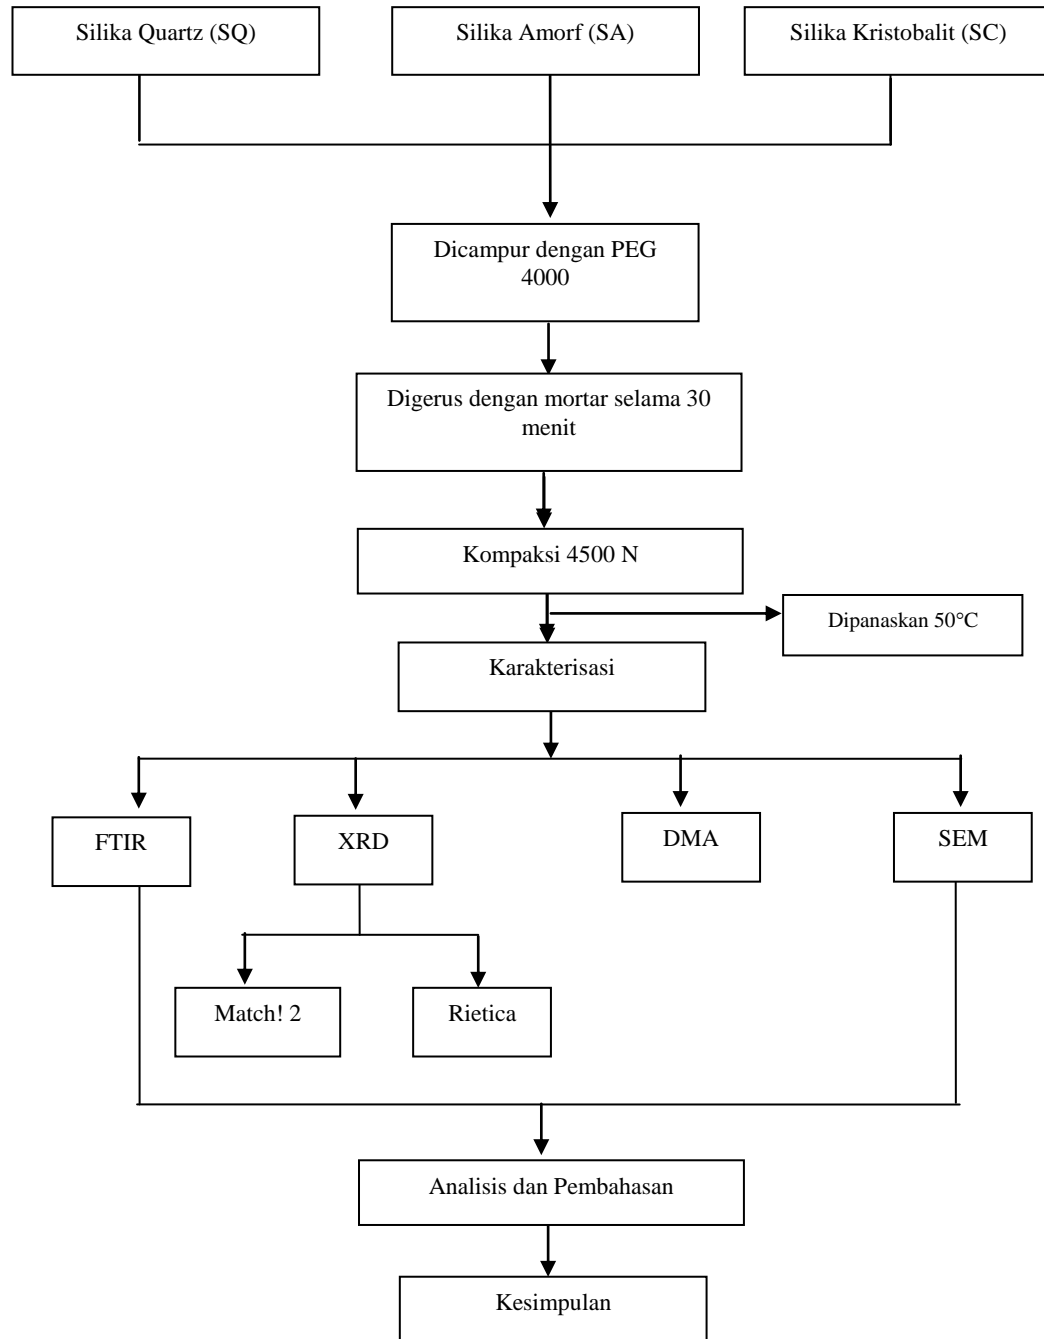 Silika Quartz (SQ)
Silika Amorf (SA)
Silika Kristobalit (SC)
Dicampur dengan PEG
4000
Digerus dengan mortar selama 30
menit
Kompaksi 4500 N
Dipanaskan 50°C
Karakterisasi
FTIR
XRD
DMA
SEM
Match! 2
Rietica
Analisis dan Pembahasan
Kesimpulan